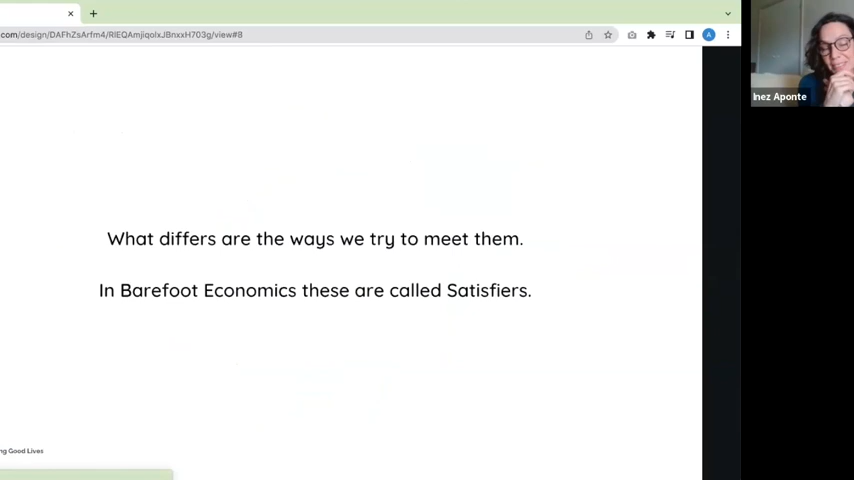 .com/design/DAFhZsArfm4/RIEQAmjiqolxJBnxxH703g/view#8
A
Inez Aponte
What differs are the ways we try to meet them.
In Barefoot Economics these are called Satisfiers.
ng Good Lives